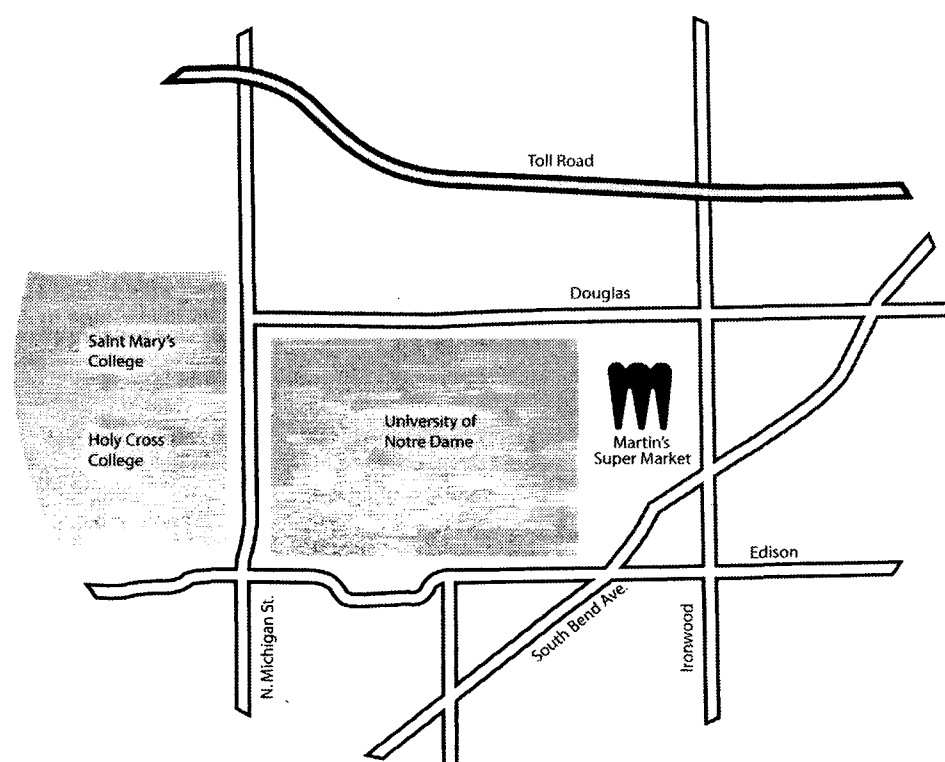 Toll Road
Douglas
Saint Mary's
College
Holy Cross
College
University of
Notre Dame
Martin's
Super Market
Edison
N. Michigan St.
South Bend Ave.
Ironwood